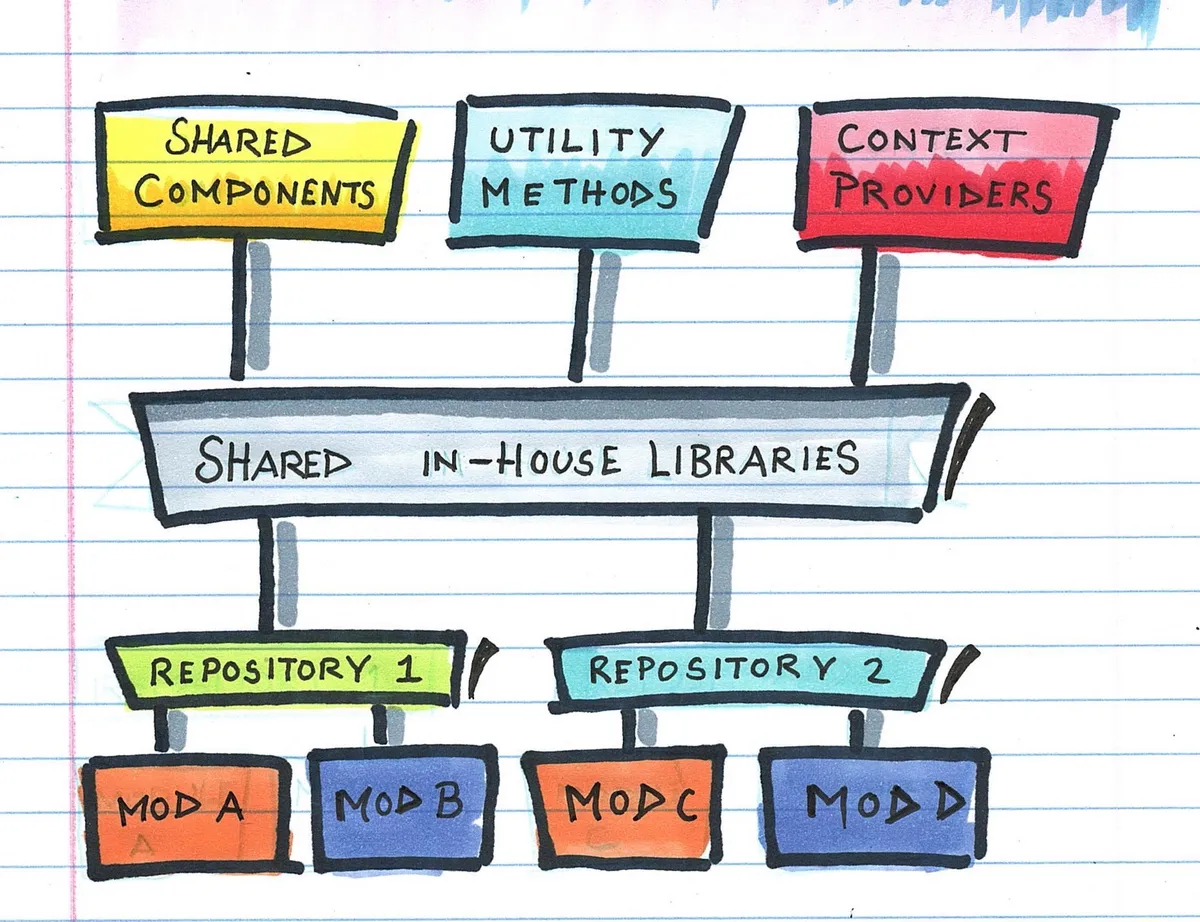 SHARED
COMPONENTS
UTILITY
METHODS
CONTEXT
PROVIDERS
SHARED IN-HOUSE LIBRARIES
REPOSITORY 1
REPOSITORY 2
MOD A
MOD B
MOD C
MOD D